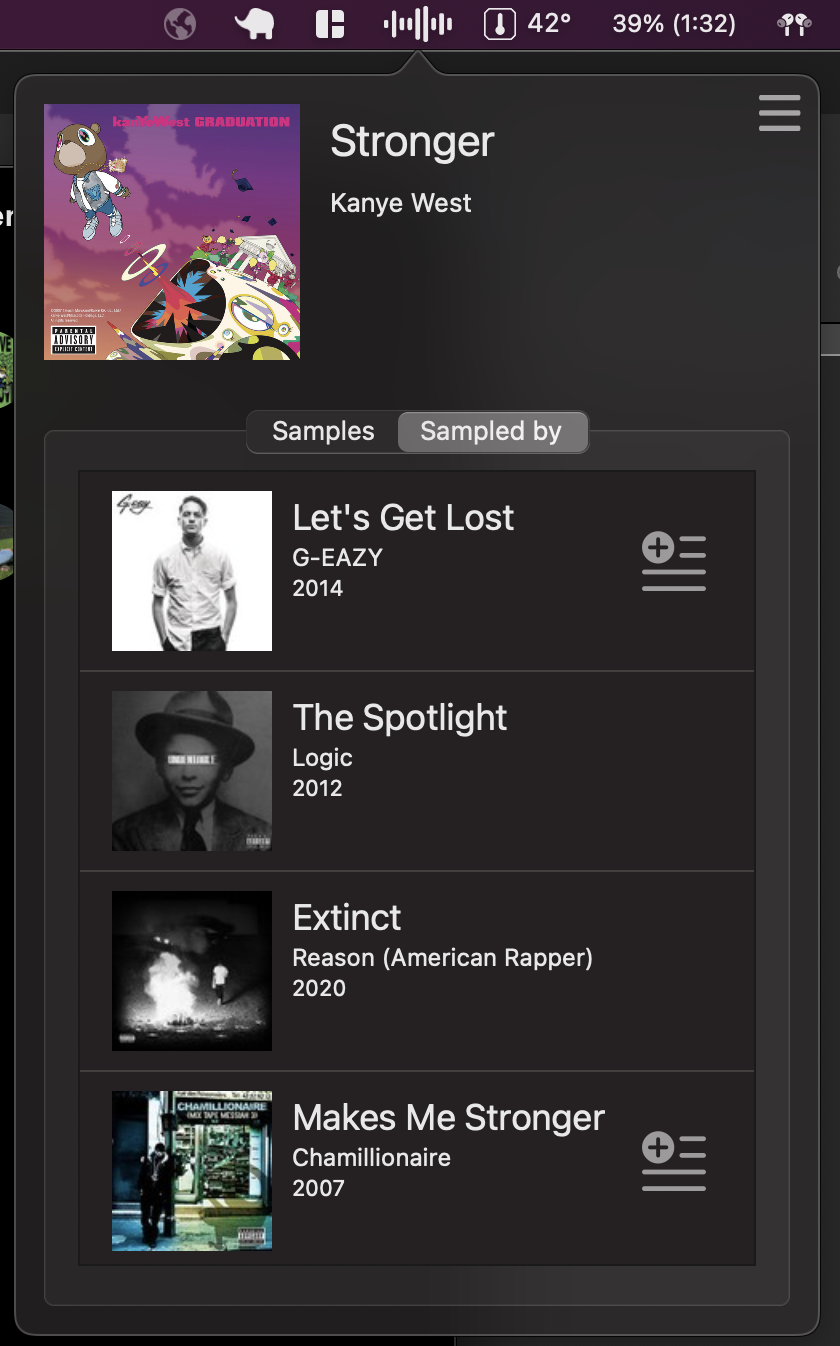 42° 39% (1:32)
KanYeWest GRADUATION
Stronger
Kanye West
PARENTAL
ADVISORY
EXPLICIT CONTENT
Samples Sampled by
G-eazy
Let's Get Lost
G-EAZY
2014
The Spotlight
Logic
2012
Extinct
Reason (American Rapper)
2020
CHAMILLIONAIRE
(MIX TAPE MESSIAH 3)
Makes Me Stronger
Chamillionaire
2007